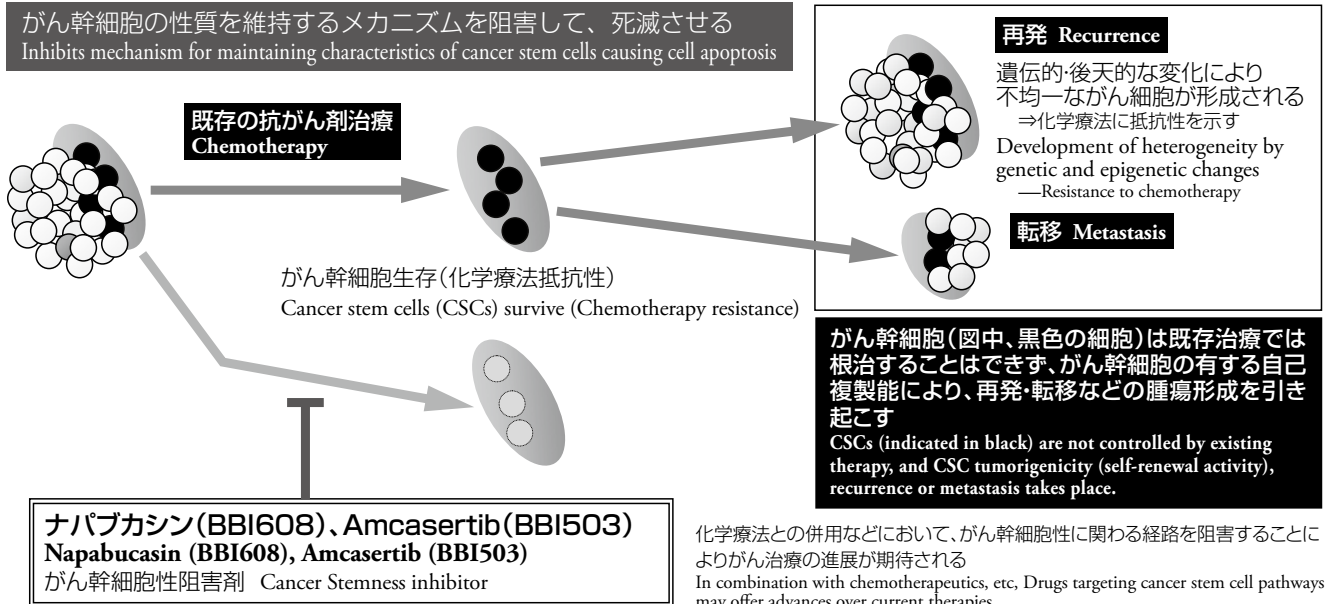 がん幹細胞の性質を維持するメカニズムを阻害して、死滅させる
Inhibits mechanism for maintaining characteristics of cancer stem cells causing cell apoptosis
既存の抗がん剤治療
Chemotherapy
がん幹細胞生存(化学療法抵抗性)
Cancer stem cells (CSCs) survive (Chemotherapy resistance)
再発 Recurrence
遺伝的・後天的な変化により
不均一ながん細胞が形成される
⇒化学療法に抵抗性を示す
Development of heterogeneity by
genetic and epigenetic changes
—Resistance to chemotherapy
転移 Metastasis
がん幹細胞(図中、黒色の細胞)は既存治療では
根治することはできず、がん幹細胞の有する自己
複製能により、再発・転移などの腫瘍形成を引き
起こす
CSCs (indicated in black) are not controlled by existing
therapy, and CSC tumorigenicity (self-renewal activity),
recurrence or metastasis takes place.
ナパブカシン(BBI608)、Amcasertib(BBI503)
Napabucasin (BBI608), Amcasertib (BBI503)
がん幹細胞性阻害剤 Cancer Stemness inhibitor
化学療法との併用などにおいて、がん幹細胞性に関わる経路を阻害することに
よりがん治療の進展が期待される
In combination with chemotherapeutics, etc, Drugs targeting cancer stem cell pathways
may offer advances over current therapies